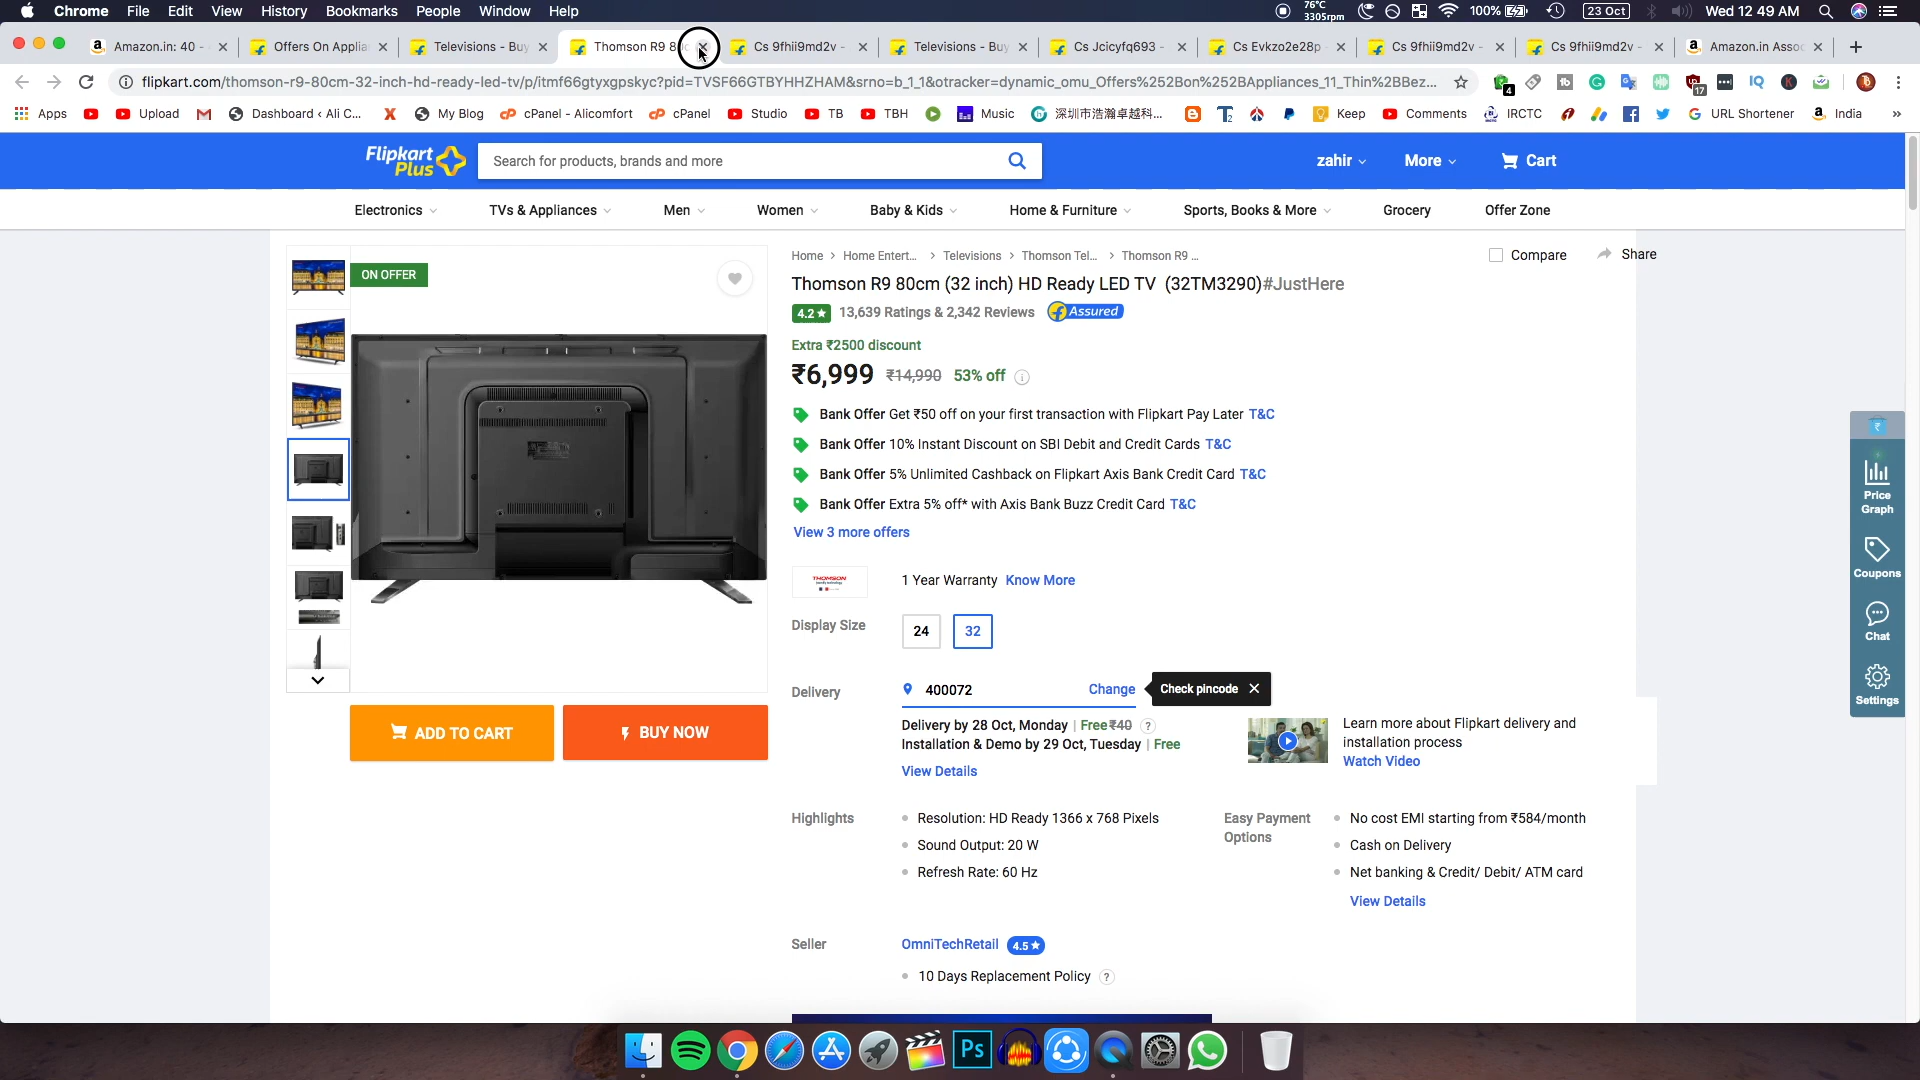 Chrome File Edit View History Bookmarks People Window Help 76°C 3305rpm 100% 23 Oct Wed 12 49 AM
Amazon.in: 40 - Offers On Applia Televisions - Buy Thomson R9 8 Cs 9fhii9md2v - Televisions - Buy Cs Jcicyfq693 - Cs Evkzo2e28p Cs 9fhii9md2v - Cs 9fhii9md2v - Amazon.in Assoc
flipkart.com/thomson-r9-80cm-32-inch-hd-ready-led-tv/p/itmf66gtyxgpskyc?pid=TVSF66GTBYHHZHAM&srno=b_1_1&otracker=dynamic_omu_Offers%252Bon%252BAppliances_11_Thin%2BBez... 4 17 IQ K
Apps Upload Dashboard ‹ Ali C... My Blog cPanel - Alicomfort cPanel Studio TB TBH Music 深圳市浩瀚卓越科... Keep Comments IRCTC URL Shortener India »
Flipkart Plus
Search for products, brands and more
zahir More Cart
Electronics TVs & Appliances Men Women Baby & Kids Home & Furniture Sports, Books & More Grocery Offer Zone
Home Home Entert... Televisions Thomson Tel... Thomson R9 ...
Compare Share
ON OFFER
Thomson R9 80cm (32 inch) HD Ready LED TV (32TM3290)#JustHere
4.2★ 13,639 Ratings & 2,342 Reviews Assured
Extra ₹2500 discount
₹6,999 ₹14,990 53% off
Bank Offer Get ₹50 off on your first transaction with Flipkart Pay Later T&C
Bank Offer 10% Instant Discount on SBI Debit and Credit Cards T&C
Bank Offer 5% Unlimited Cashback on Flipkart Axis Bank Credit Card T&C
Bank Offer Extra 5% off* with Axis Bank Buzz Credit Card T&C
View 3 more offers
THOMSON
1 Year Warranty Know More
Display Size 24 32
Delivery 400072 Change Check pincode
Delivery by 28 Oct, Monday | Free ₹40 ?
Installation & Demo by 29 Oct, Tuesday | Free
View Details
Learn more about Flipkart delivery and
installation process
Watch Video
ADD TO CART BUY NOW
Highlights
Resolution: HD Ready 1366 x 768 Pixels
Sound Output: 20 W
Refresh Rate: 60 Hz
Easy Payment
Options
No cost EMI starting from ₹584/month
Cash on Delivery
Net banking & Credit/ Debit/ ATM card
View Details
Seller OmniTechRetail 4.5★
10 Days Replacement Policy ?
₹
Price
Graph
Coupons
Chat
Settings
Ps